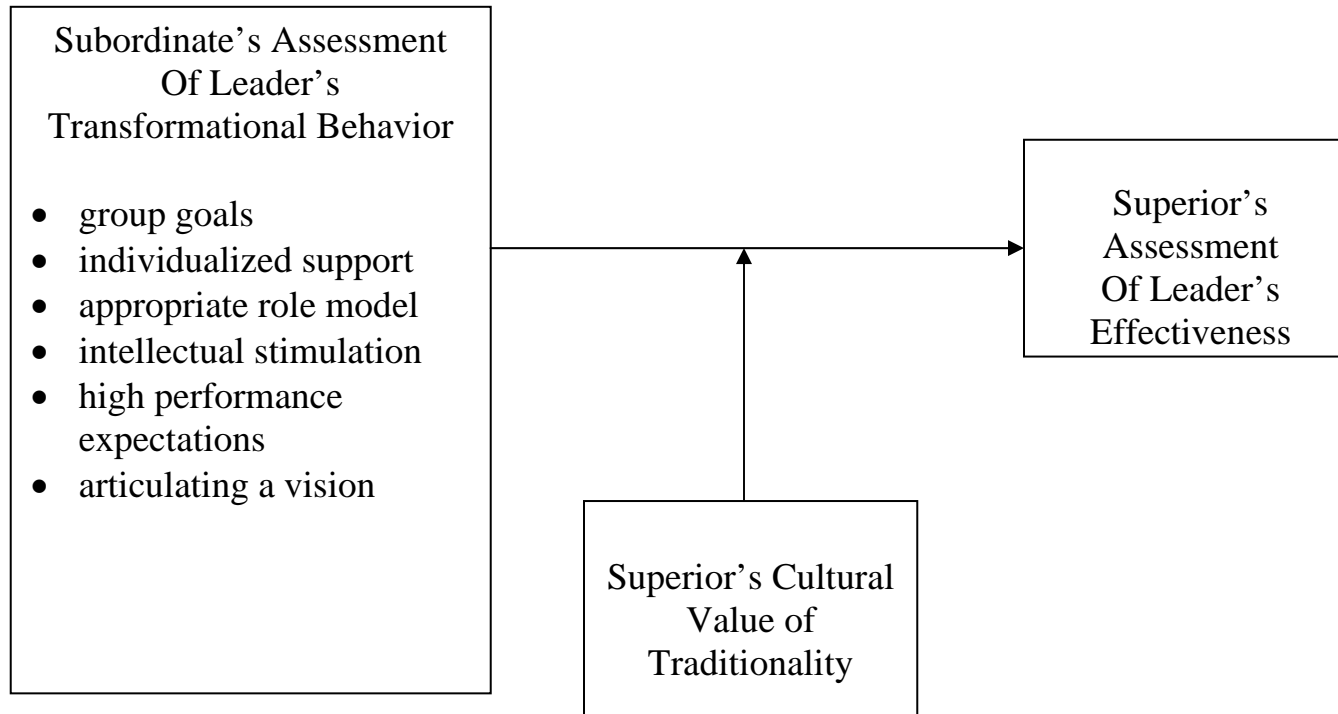 Subordinate’s Assessment
Of Leader’s
Transformational Behavior
• group goals
• individualized support
• appropriate role model
• intellectual stimulation
• high performance
expectations
• articulating a vision
Superior’s
Assessment
Of Leader’s
Effectiveness
Superior’s Cultural
Value of
Traditionality